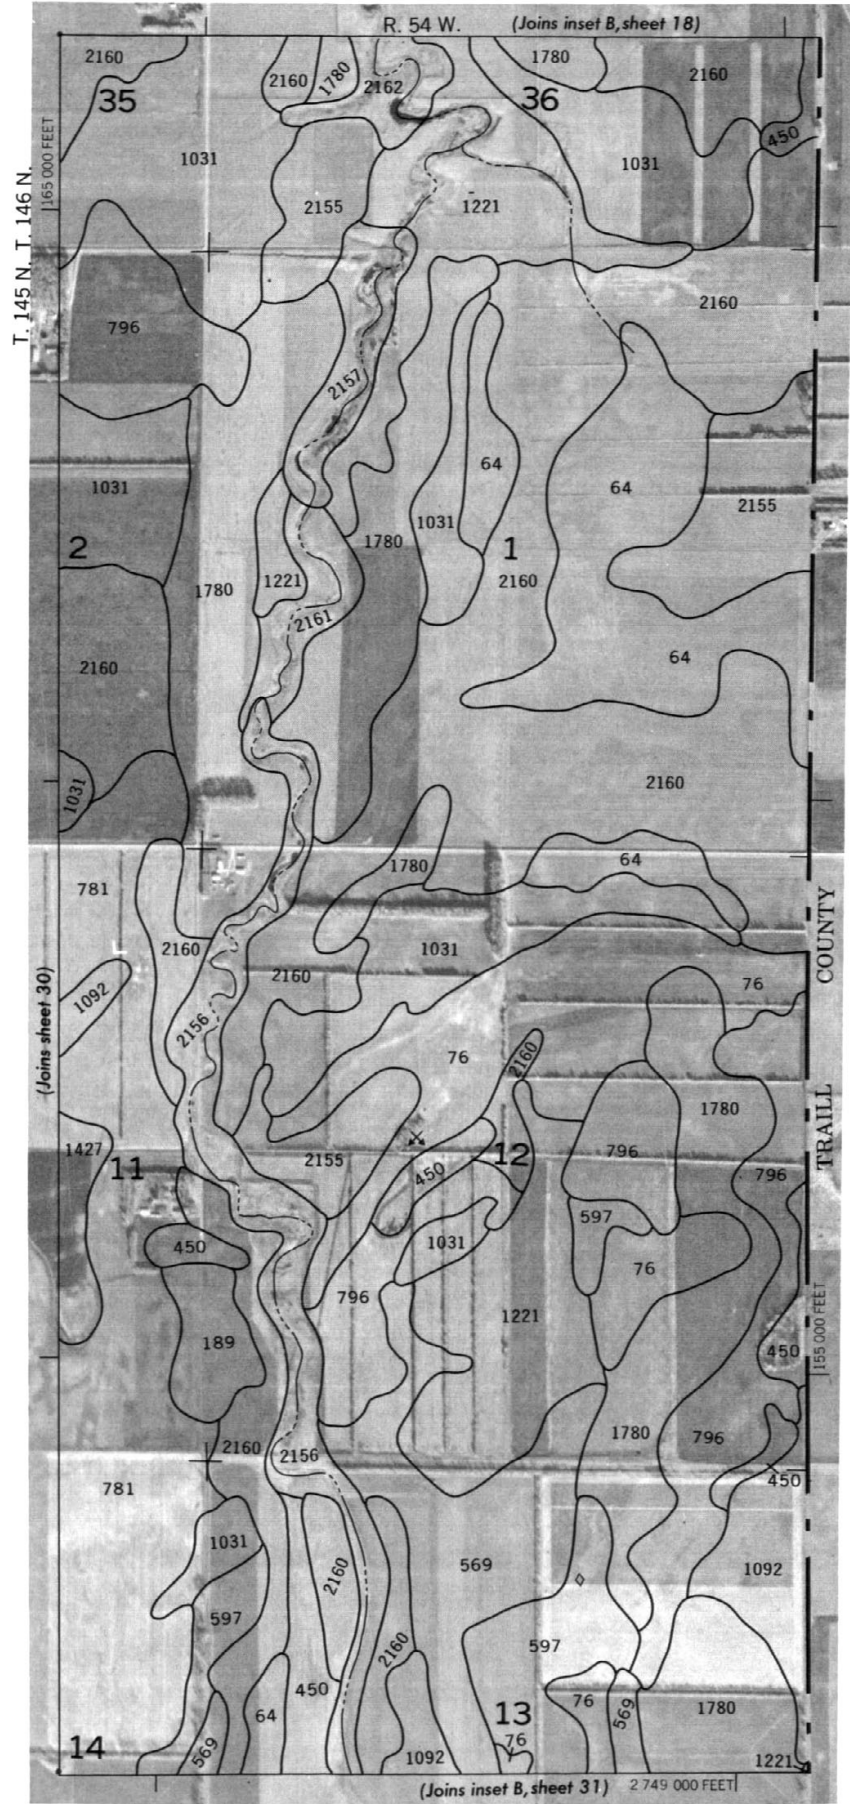 R. 54 W. (Joins inset B, sheet 18)
2160 2160 1780 2162 1780 2160
35 36
450
165 000 FEET
1031 1031
T. 145 N. T. 146 N.
2155 1221
2160
796
2157
64 64
1031 2155
1031
2 1780 1
1780 1221 2160
2161
2160 64
1031 2160
1780 64
781
2160 1031
2160 76
1092
(Joins sheet 30)
COUNTY
2156
76 2160
1780
TRAILL
1427 2155 12 796
11 450 796
597
450 1031
76
796
1221
155 000 FEET
189 450
2160 2156 1780 796
781 450
1031 569 1092
2160
597 597
2160
450
64 13 76 569 1780
14 569 1092 76 1221
(Joins inset B, sheet 31) 2 749 000 FEET